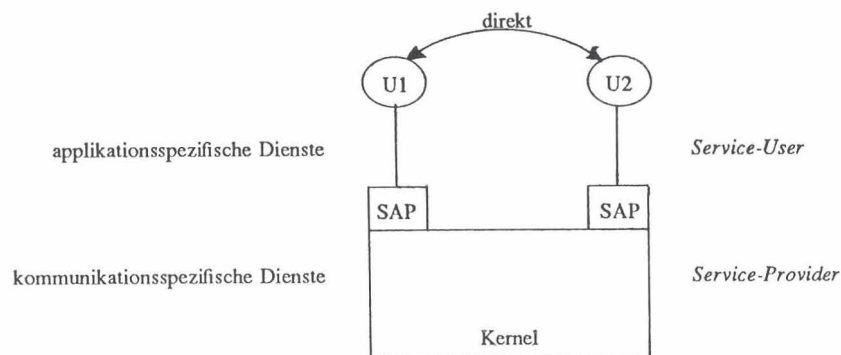 direkt
U1 U2
applikationsspezifische Dienste Service-User
SAP SAP
kommunikationsspezifische Dienste Service-Provider
Kernel